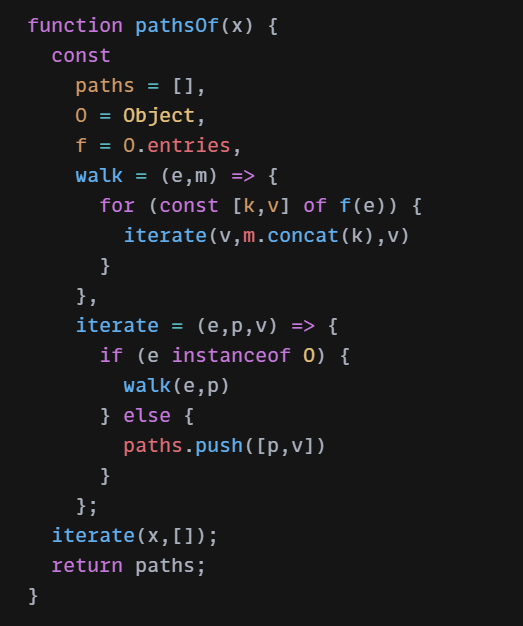 function pathsOf(x) {
  const
    paths = [],
    O = Object,
    f = O.entries,
    walk = (e,m) => {
      for (const [k,v] of f(e)) {
        iterate(v,m.concat(k),v)
      }
    },
    iterate = (e,p,v) => {
      if (e instanceof O) {
        walk(e,p)
      } else {
        paths.push([p,v])
      }
    };
  iterate(x,[]);
  return paths;
}